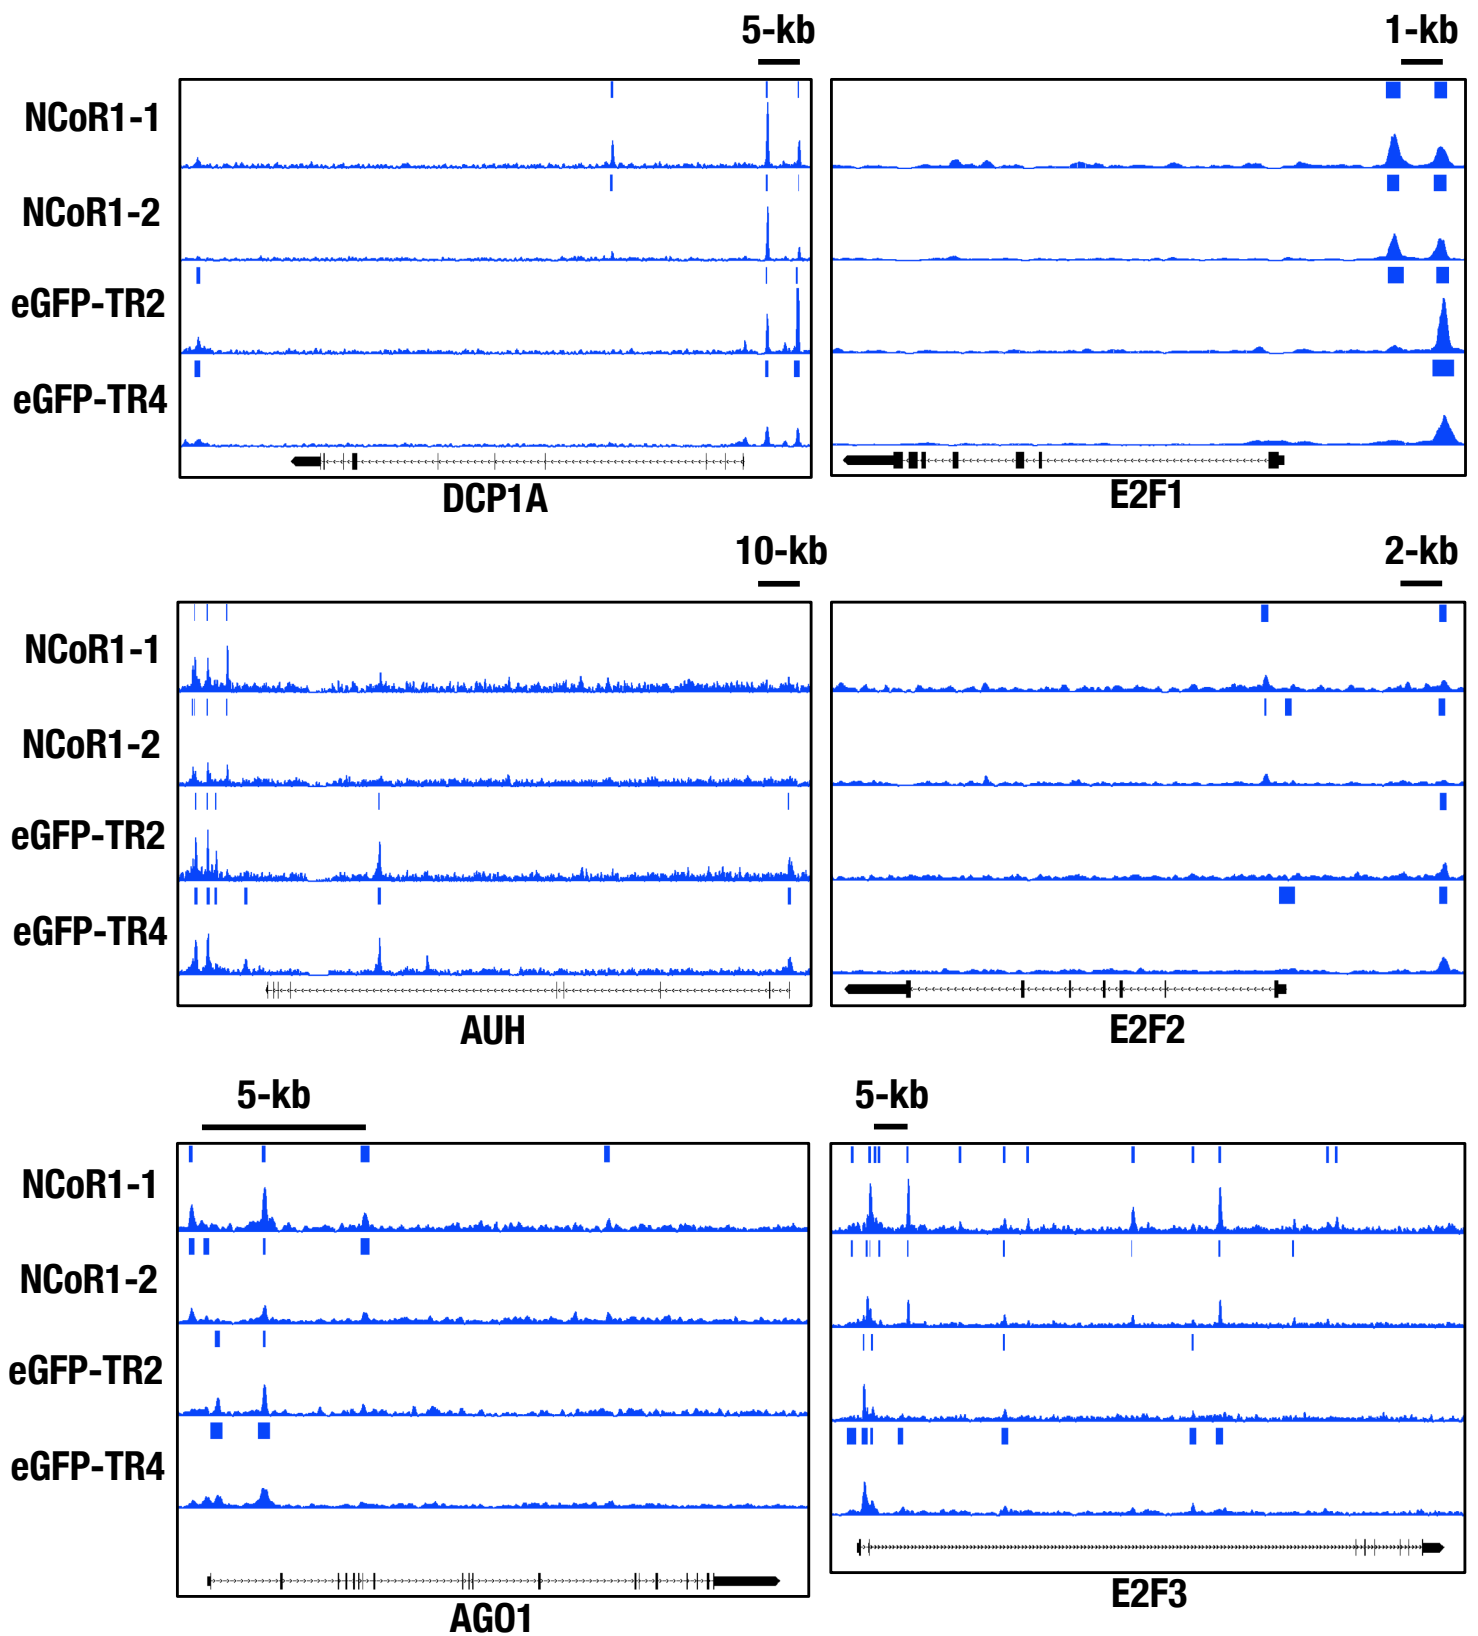 5-kb
1-kb
NCoR1-1
NCoR1-2
eGFP-TR2
eGFP-TR4
DCP1A
E2F1
10-kb
2-kb
NCoR1-1
NCoR1-2
eGFP-TR2
eGFP-TR4
AUH
E2F2
5-kb
5-kb
NCoR1-1
NCoR1-2
eGFP-TR2
eGFP-TR4
AGO1
E2F3